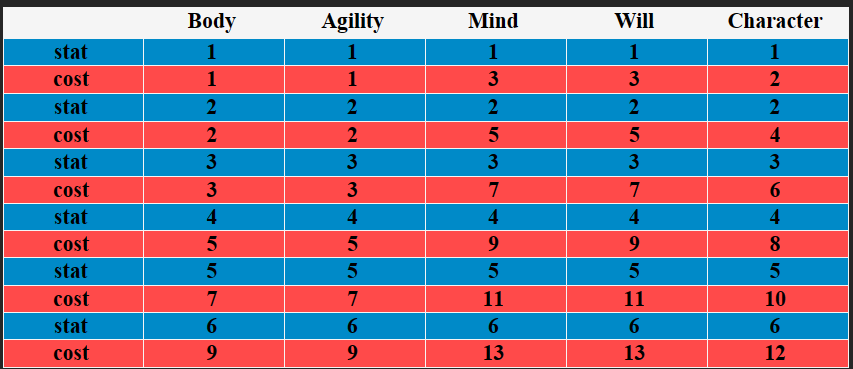 Body Agility Mind Will Character
stat 1 1 1 1 1
cost 1 1 3 3 2
stat 2 2 2 2 2
cost 2 2 5 5 4
stat 3 3 3 3 3
cost 3 3 7 7 6
stat 4 4 4 4 4
cost 5 5 9 9 8
stat 5 5 5 5 5
cost 7 7 11 11 10
stat 6 6 6 6 6
cost 9 9 13 13 12